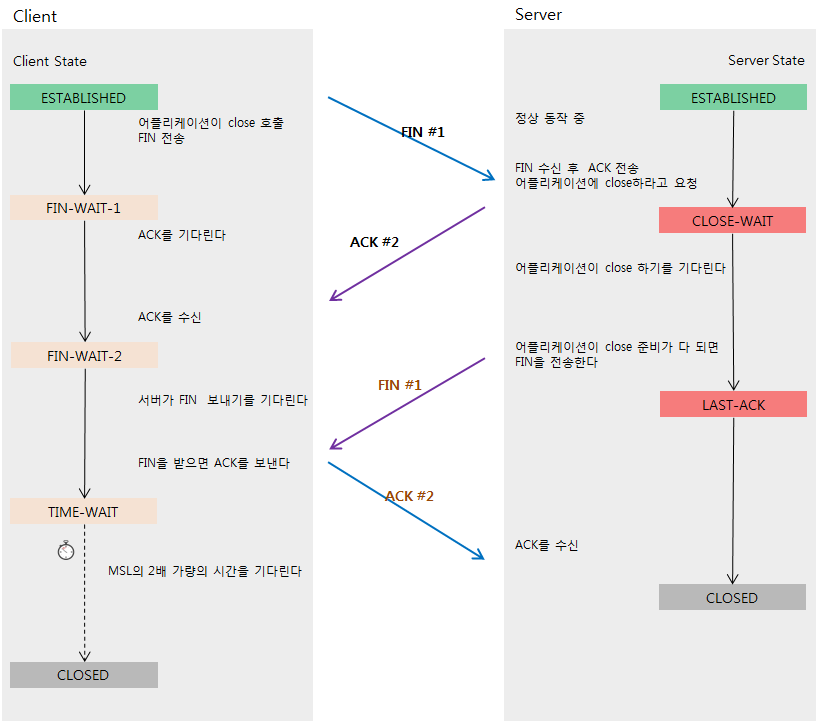 Client
Client State
ESTABLISHED
어플리케이션이 close 호출
FIN 전송
FIN-WAIT-1
ACK를 기다린다
ACK를 수신
FIN-WAIT-2
서버가 FIN 보내기를 기다린다
FIN을 받으면 ACK를 보낸다
TIME-WAIT
MSL의 2배 가량의 시간을 기다린다
CLOSED
FIN #1
ACK #2
FIN #1
ACK #2
Server
Server State
ESTABLISHED
정상 동작 중
FIN 수신 후 ACK 전송
어플리케이션에 close하라고 요청
CLOSE-WAIT
어플리케이션이 close 하기를 기다린다
어플리케이션이 close 준비가 다 되면
FIN을 전송한다
LAST-ACK
ACK를 수신
CLOSED